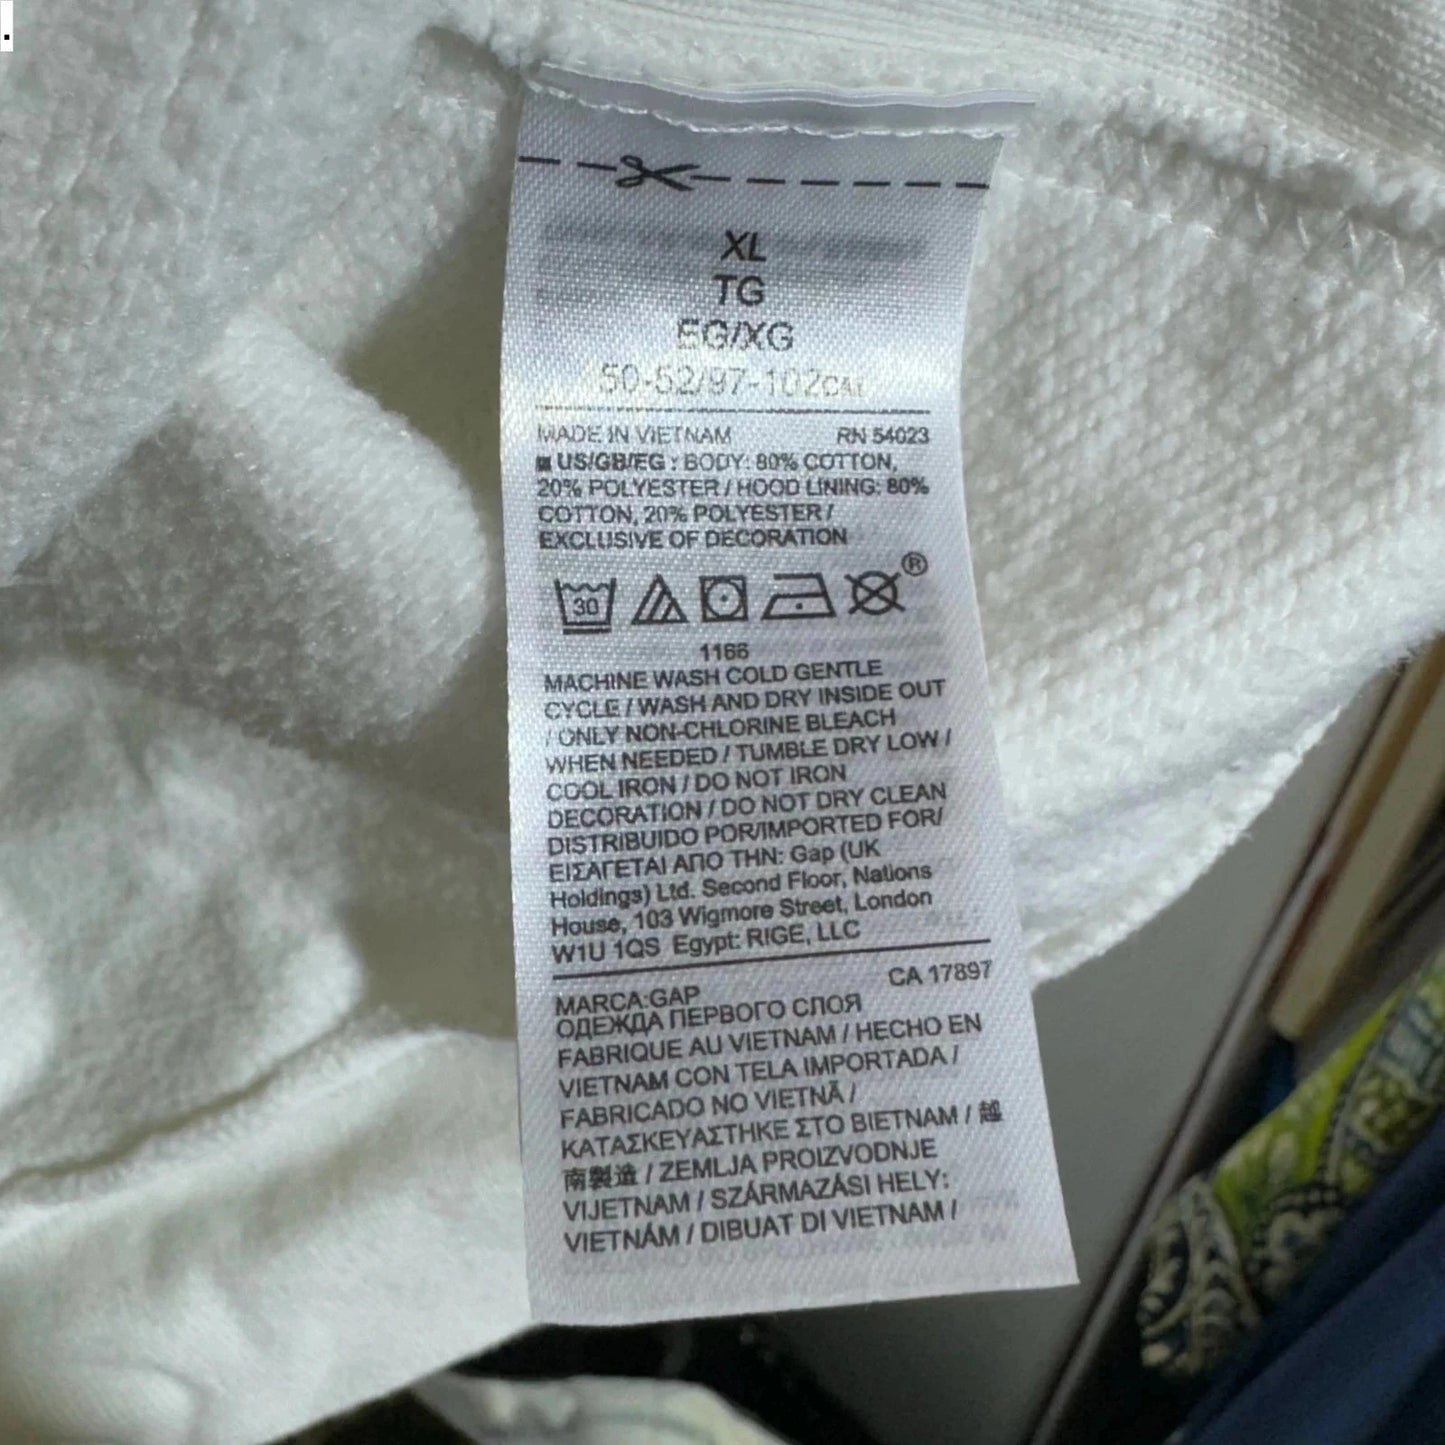 .
XL
TG
EG/XG
50-52/97-102CAL
MADE IN VIETNAM RN 54023
■ US/GB/EG : BODY: 80% COTTON,
20% POLYESTER / HOOD LINING: 80%
COTTON, 20% POLYESTER /
EXCLUSIVE OF DECORATION
30 ®
1166
MACHINE WASH COLD GENTLE
CYCLE / WASH AND DRY INSIDE OUT
/ ONLY NON-CHLORINE BLEACH
WHEN NEEDED / TUMBLE DRY LOW /
COOL IRON / DO NOT IRON
DECORATION / DO NOT DRY CLEAN
DISTRIBUIDO POR/IMPORTED FOR/
ΕΙΣΑΓΕΤΑΙ ΑΠΟ ΤΗΝ: Gap (UK
Holdings) Ltd. Second Floor, Nations
House, 103 Wigmore Street, London
W1U 1QS Egypt: RIGE, LLC
CA 17897
MARCA:GAP
ОДЕЖДА ПЕРВОГО СЛОЯ
FABRIQUE AU VIETNAM / HECHO EN
VIETNAM CON TELA IMPORTADA /
FABRICADO NO VIETNÃ /
ΚΑΤΑΣΚΕΥΑΣΤΗΚΕ ΣΤΟ ΒΙΕΤΝΑΜ / 越
南製造 / ZEMLJA PROIZVODNJE
VIJETNAM / SZÁRMAZÁSI HELY:
VIETNÁM / DIBUAT DI VIETNAM /